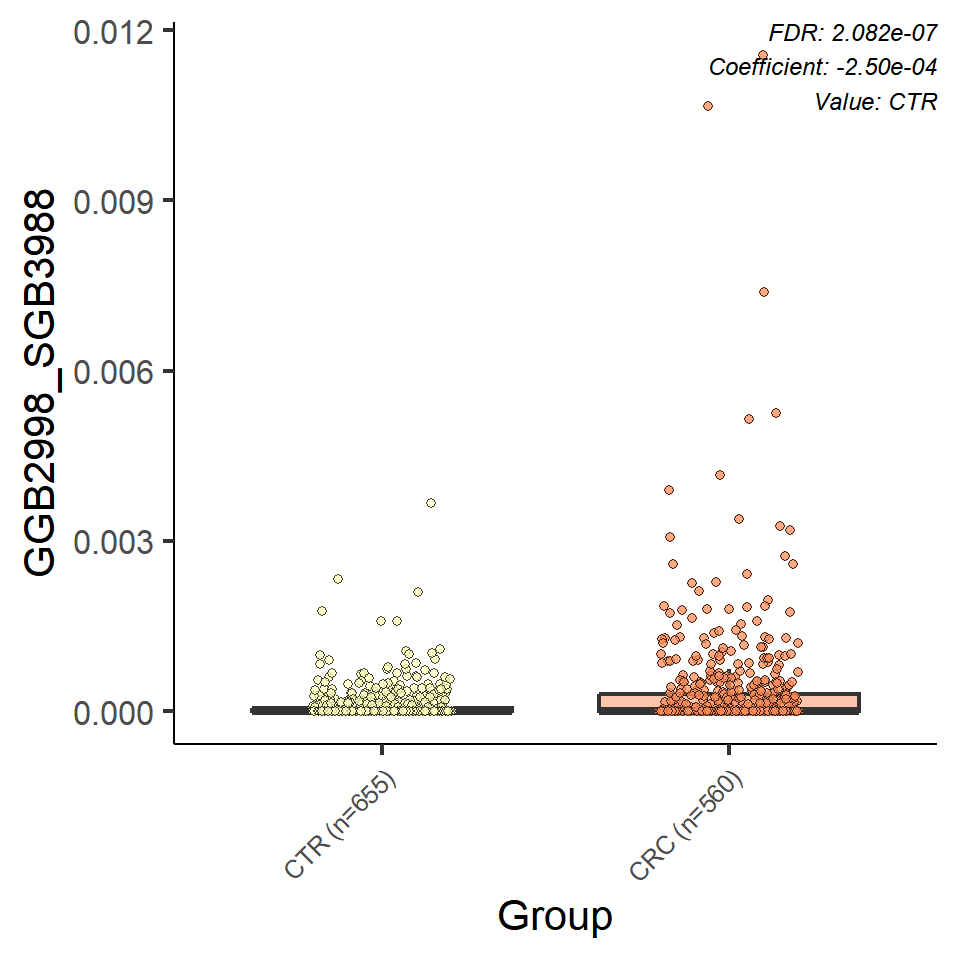 FDR: 2.082e-07
Coefficient: -2.50e-04
Value: CTR
0.012
0.009
0.006
0.003
0.000
GGB2998_SGB3988
CTR (n=655)
CRC (n=560)
Group